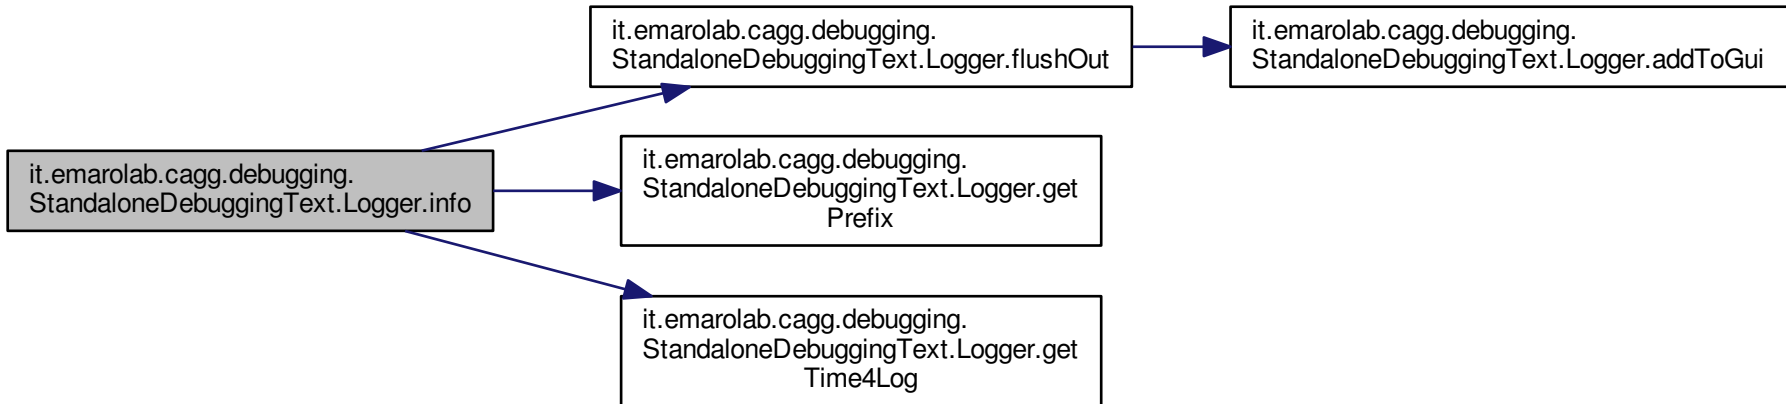 it.emarolab.cagg.debugging.
StandaloneDebuggingText.Logger.info
it.emarolab.cagg.debugging.
StandaloneDebuggingText.Logger.flushOut
it.emarolab.cagg.debugging.
StandaloneDebuggingText.Logger.addToGui
it.emarolab.cagg.debugging.
StandaloneDebuggingText.Logger.get
Prefix
it.emarolab.cagg.debugging.
StandaloneDebuggingText.Logger.get
Time4Log